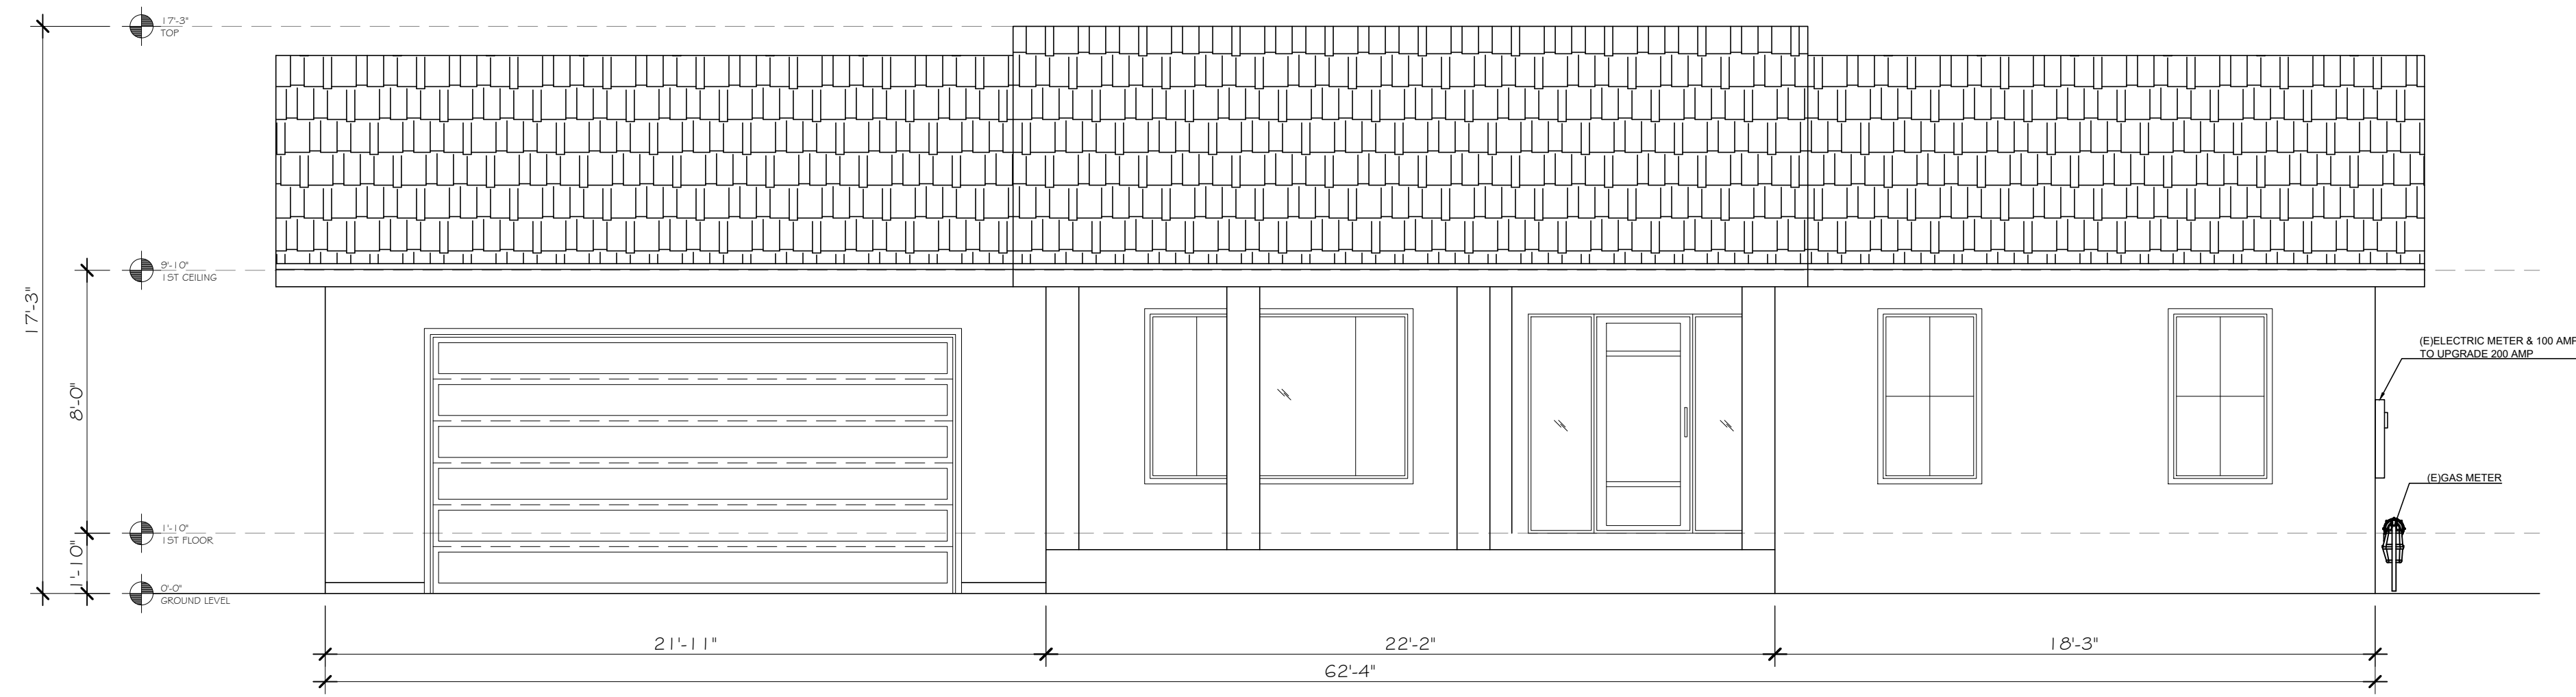 17'-3"
TOP
9'-10"
1ST CEILING
17'-3"
8'-0"
1'-10"
1ST FLOOR
1'-10"
0'-0"
GROUND LEVEL
(E)ELECTRIC METER & 100 AMP
TO UPGRADE 200 AMP
(E)GAS METER
21'-11"
22'-2"
18'-3"
62'-4"